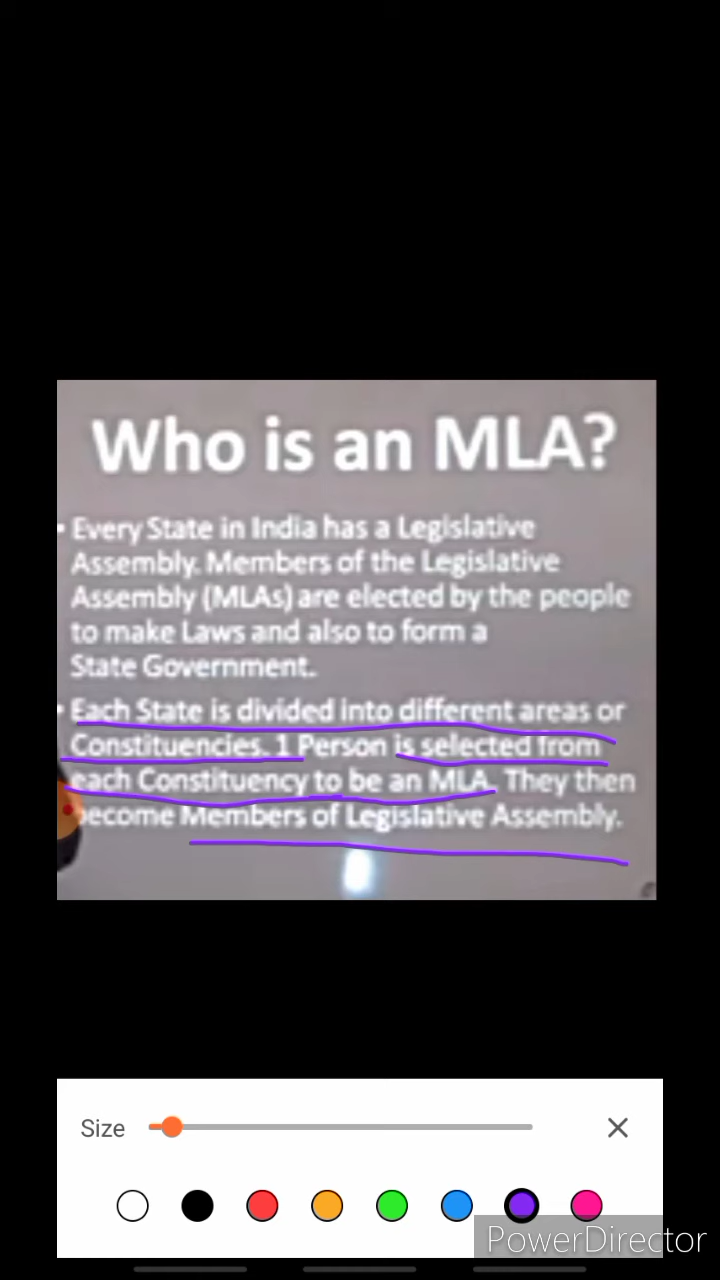 Who is an MLA?
• Every State in India has a Legislative
Assembly. Members of the Legislative
Assembly (MLAs) are elected by the people
to make Laws and also to form a
State Government.
• Each State is divided into different areas or
Constituencies. 1 Person is selected from
each Constituency to be an MLA. They then
become Members of Legislative Assembly.
Size
PowerDirector